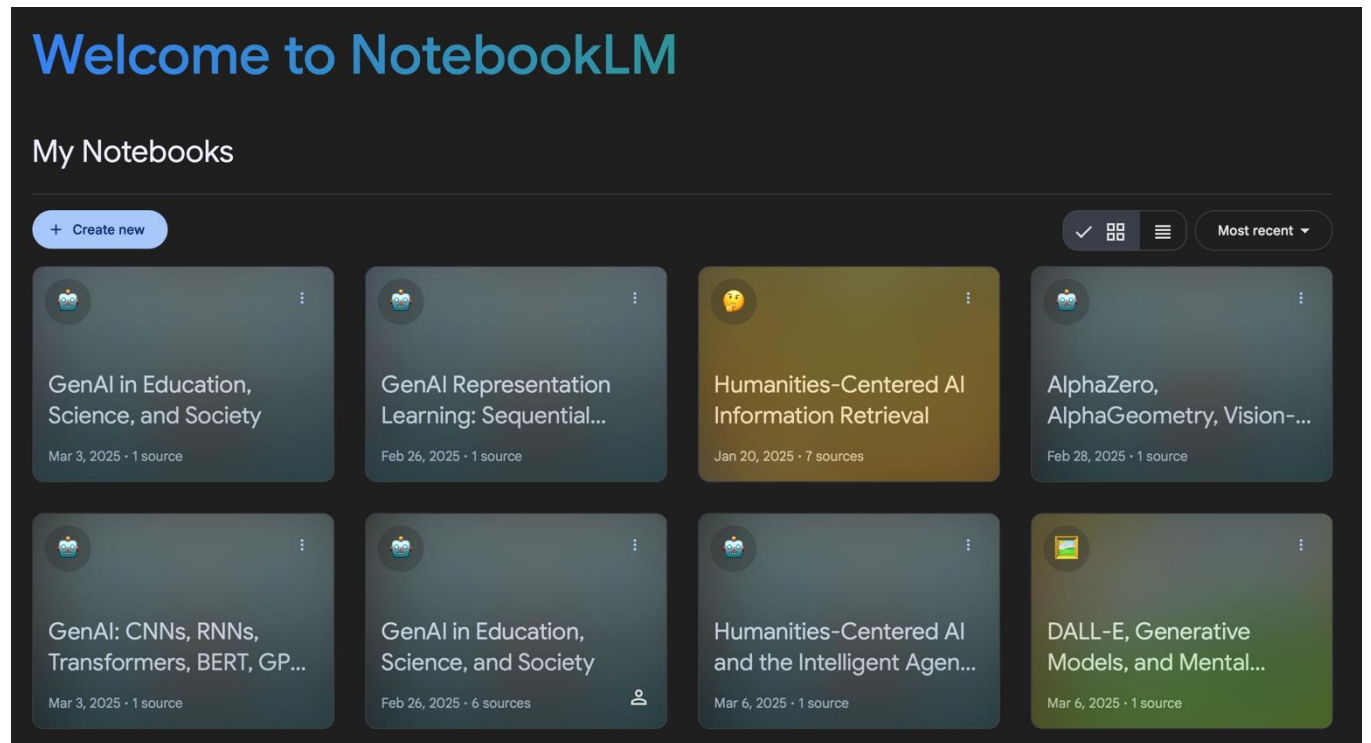 Welcome to NotebookLM
My Notebooks
+ Create new
Most recent
GenAI in Education,
Science, and Society
Mar 3, 2025 · 1 source
GenAI Representation
Learning: Sequential...
Feb 26, 2025 · 1 source
Humanities-Centered AI
Information Retrieval
Jan 20, 2025 · 7 sources
AlphaZero,
AlphaGeometry, Vision-...
Feb 28, 2025 · 1 source
GenAI: CNNs, RNNs,
Transformers, BERT, GP...
Mar 3, 2025 · 1 source
GenAI in Education,
Science, and Society
Feb 26, 2025 · 6 sources
Humanities-Centered AI
and the Intelligent Agen...
Mar 6, 2025 · 1 source
DALL-E, Generative
Models, and Mental...
Mar 6, 2025 · 1 source